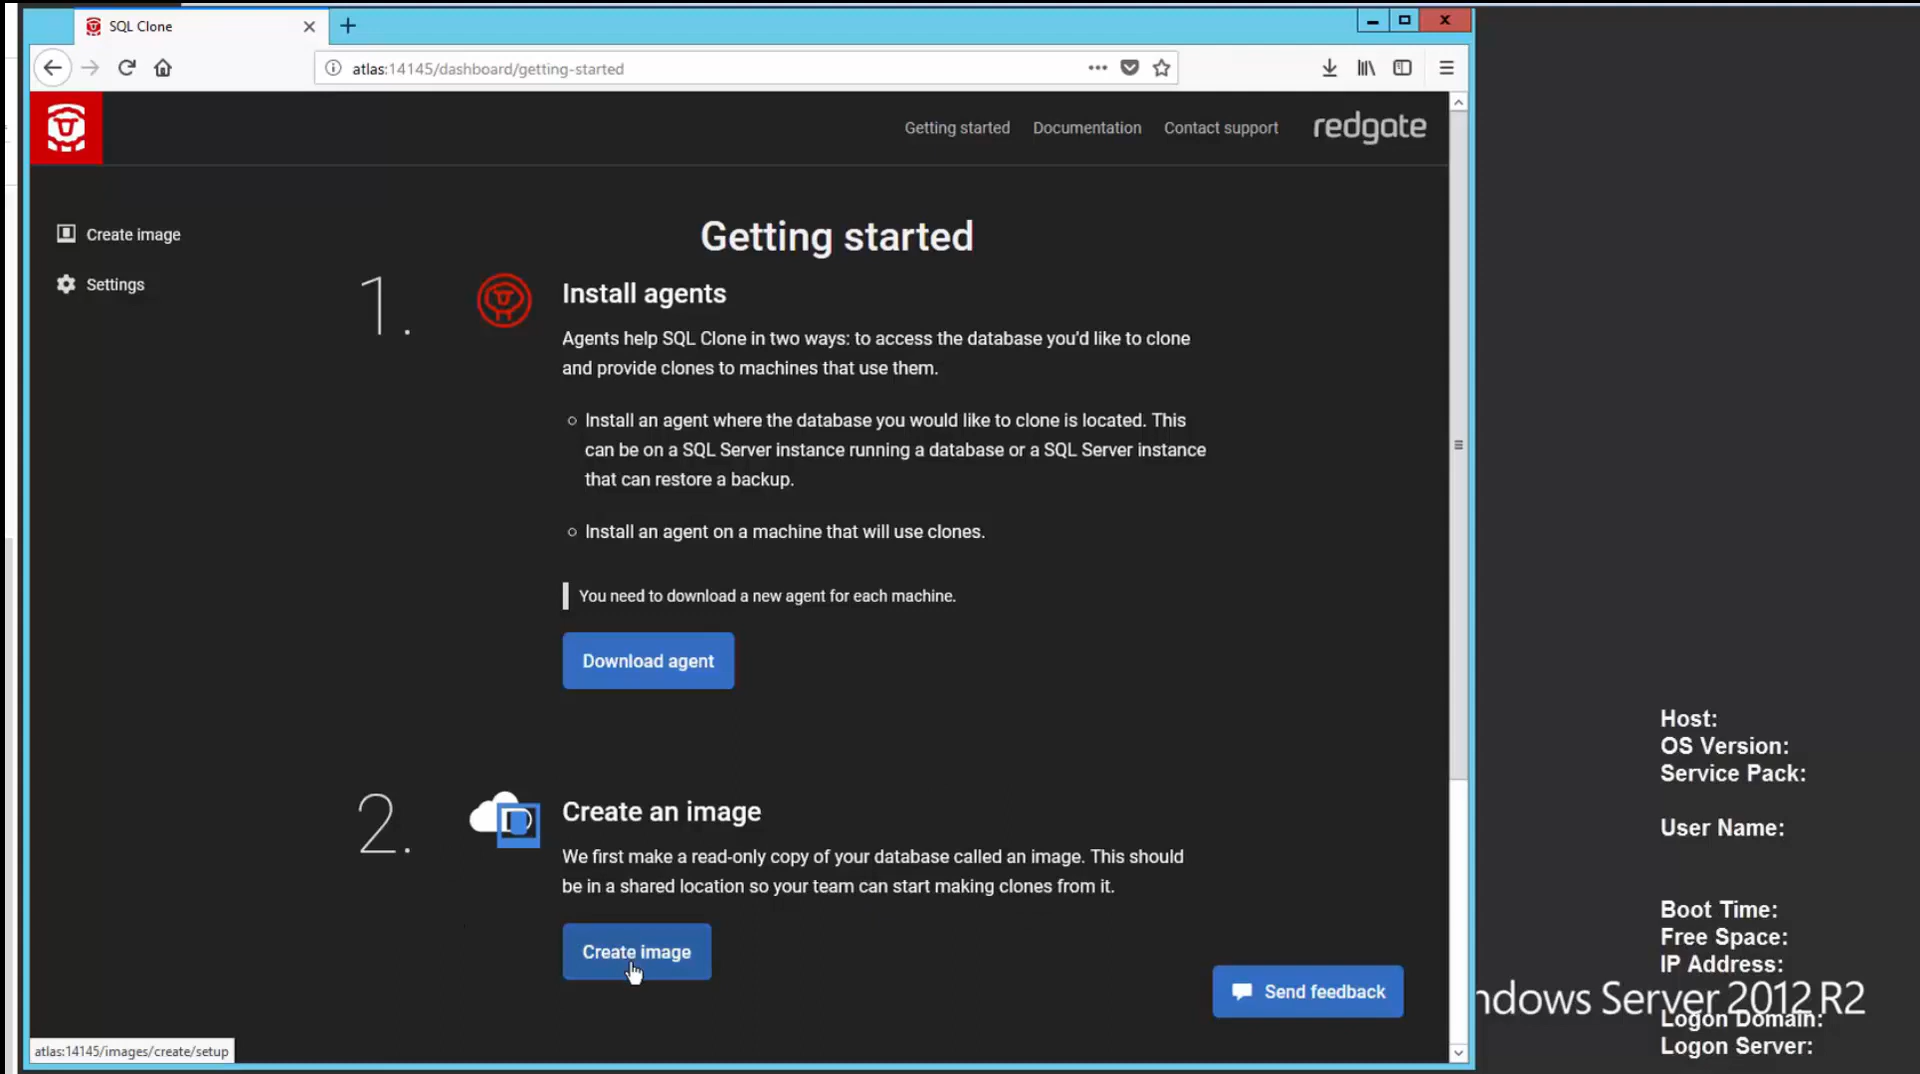 SQL Clone
atlas:14145/dashboard/getting-started
Getting started
Documentation
Contact support
redgate
Create image
Settings
Getting started
1.
Install agents
Agents help SQL Clone in two ways: to access the database you'd like to clone
and provide clones to machines that use them.
Install an agent where the database you would like to clone is located. This
can be on a SQL Server instance running a database or a SQL Server instance
that can restore a backup.
Install an agent on a machine that will use clones.
You need to download a new agent for each machine.
Download agent
2.
Create an image
We first make a read-only copy of your database called an image. This should
be in a shared location so your team can start making clones from it.
Create image
Send feedback
atlas:14145/images/create/setup
Host:
OS Version:
Service Pack:
User Name:
Boot Time:
Free Space:
IP Address:
ndows Server 2012 R2
Logon Domain:
Logon Server: